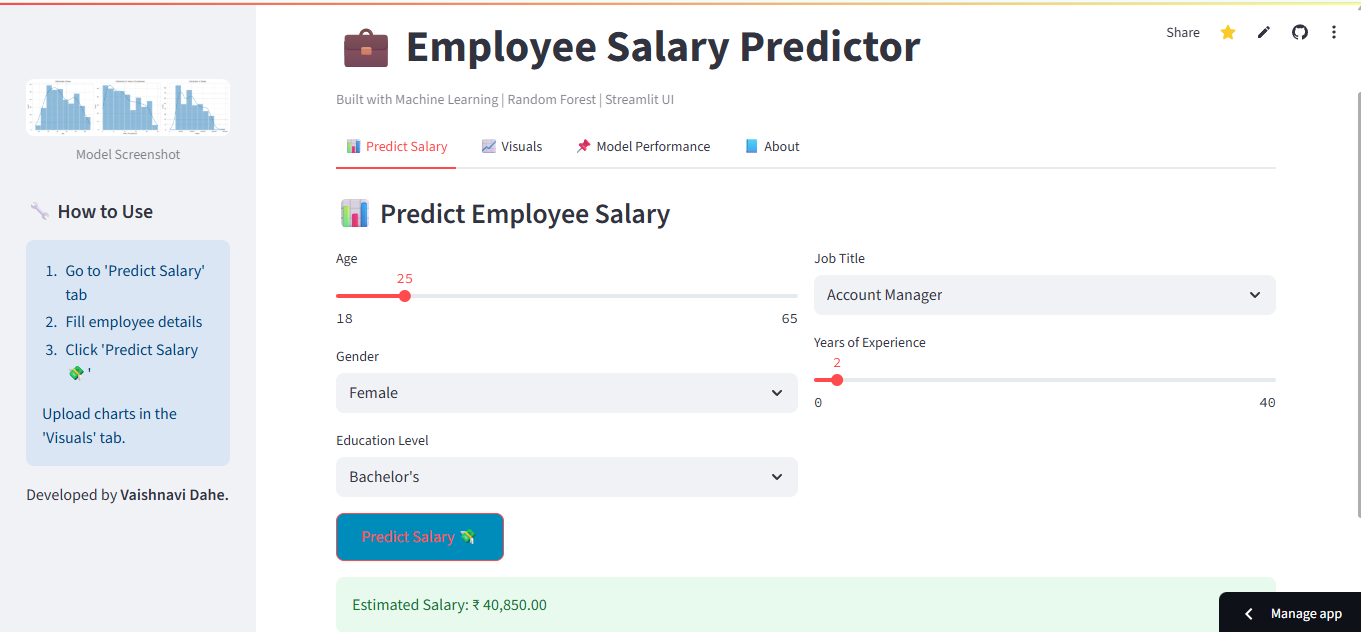 Share
💼 Employee Salary Predictor
Built with Machine Learning | Random Forest | Streamlit UI
📊 Predict Salary
📈 Visuals
📌 Model Performance
📘 About
Model Screenshot
🔧 How to Use
1. Go to 'Predict Salary'
tab
2. Fill employee details
3. Click 'Predict Salary
💸 '
Upload charts in the
'Visuals' tab.
Developed by Vaishnavi Dahe.
📊 Predict Employee Salary
Age
25
18
65
Gender
Female
Education Level
Bachelor's
Job Title
Account Manager
Years of Experience
2
0
40
Predict Salary 💸
Estimated Salary: ₹ 40,850.00
Manage app